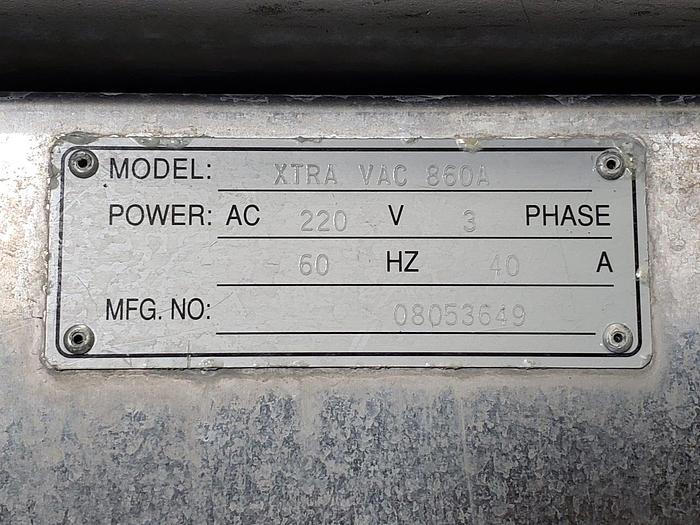 MODEL: XTRA VAC 860A
POWER: AC 220 V 3 PHASE
60 HZ 40 A
MFG. NO: 08053649